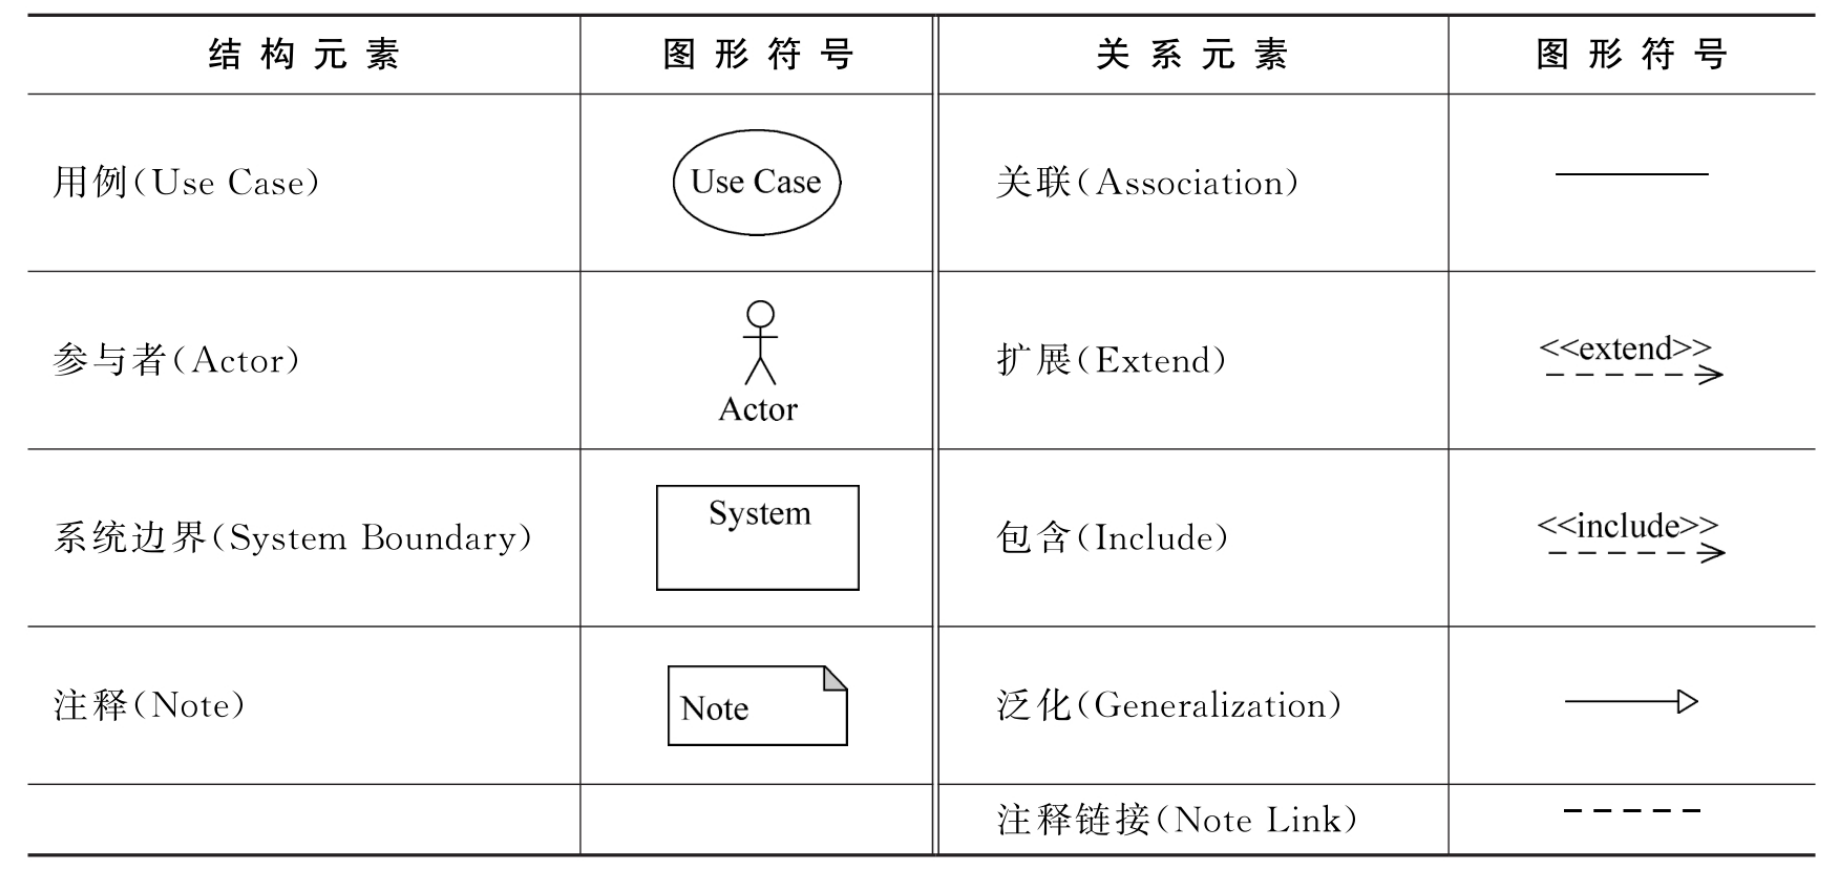 结构元素 图形符号 关系元素 图形符号
用例(Use Case) Use Case 关联(Association)
参与者(Actor) Actor 扩展(Extend) <<extend>>
系统边界(System Boundary) System 包含(Include) <<include>>
注释(Note) Note 泛化(Generalization)
注释链接(Note Link)